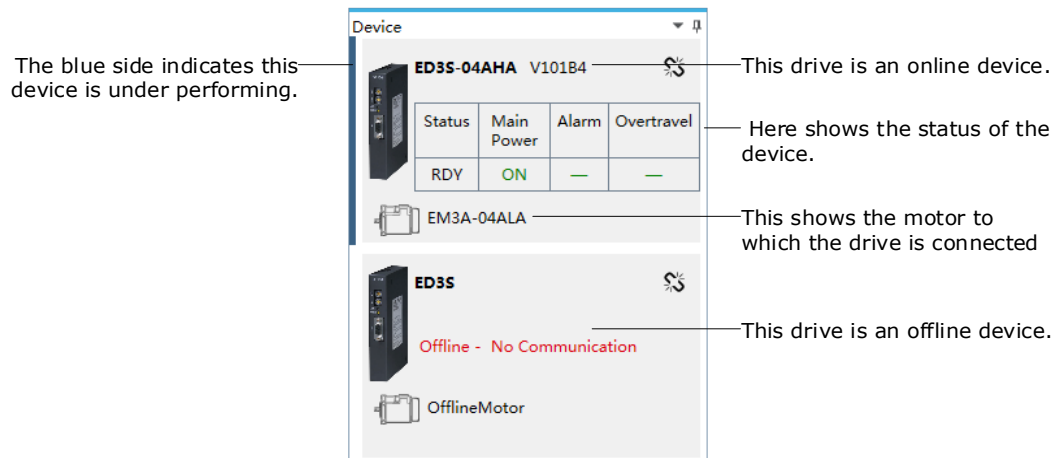 Device
The blue side indicates this
device is under performing.
ED3S-04AHA V101B4
This drive is an online device.
Status Main Power Alarm Overtravel
RDY ON — —
Here shows the status of the
device.
EM3A-04ALA
This shows the motor to
which the drive is connected
ED3S
Offline - No Communication
This drive is an offline device.
OfflineMotor